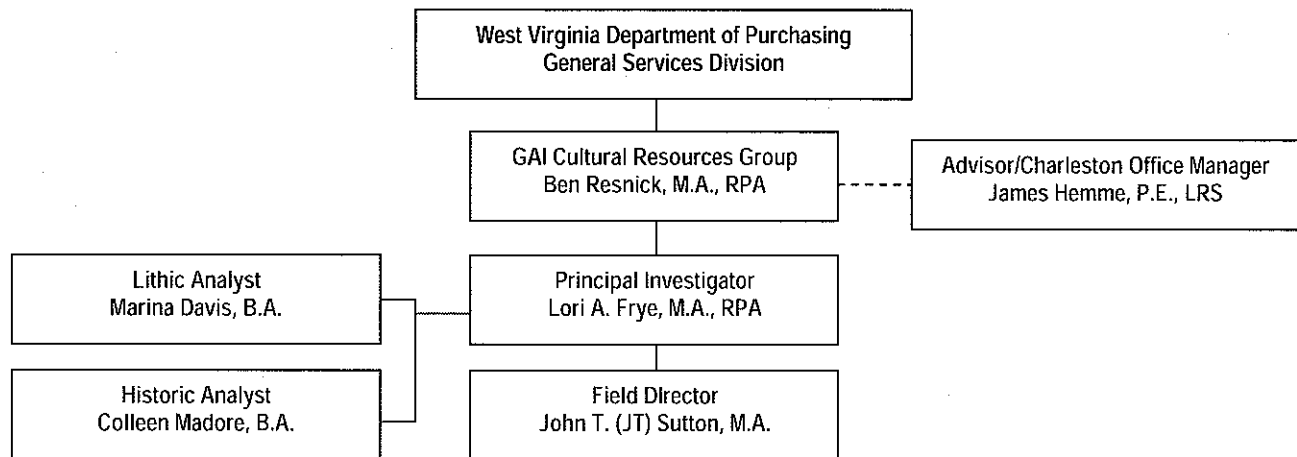 West Virginia Department of Purchasing
General Services Division
GAI Cultural Resources Group
Ben Resnick, M.A., RPA
Advisor/Charleston Office Manager
James Hemme, P.E., LRS
Lithic Analyst
Marina Davis, B.A.
Principal Investigator
Lori A. Frye, M.A., RPA
Historic Analyst
Colleen Madore, B.A.
Field Director
John T. (JT) Sutton, M.A.